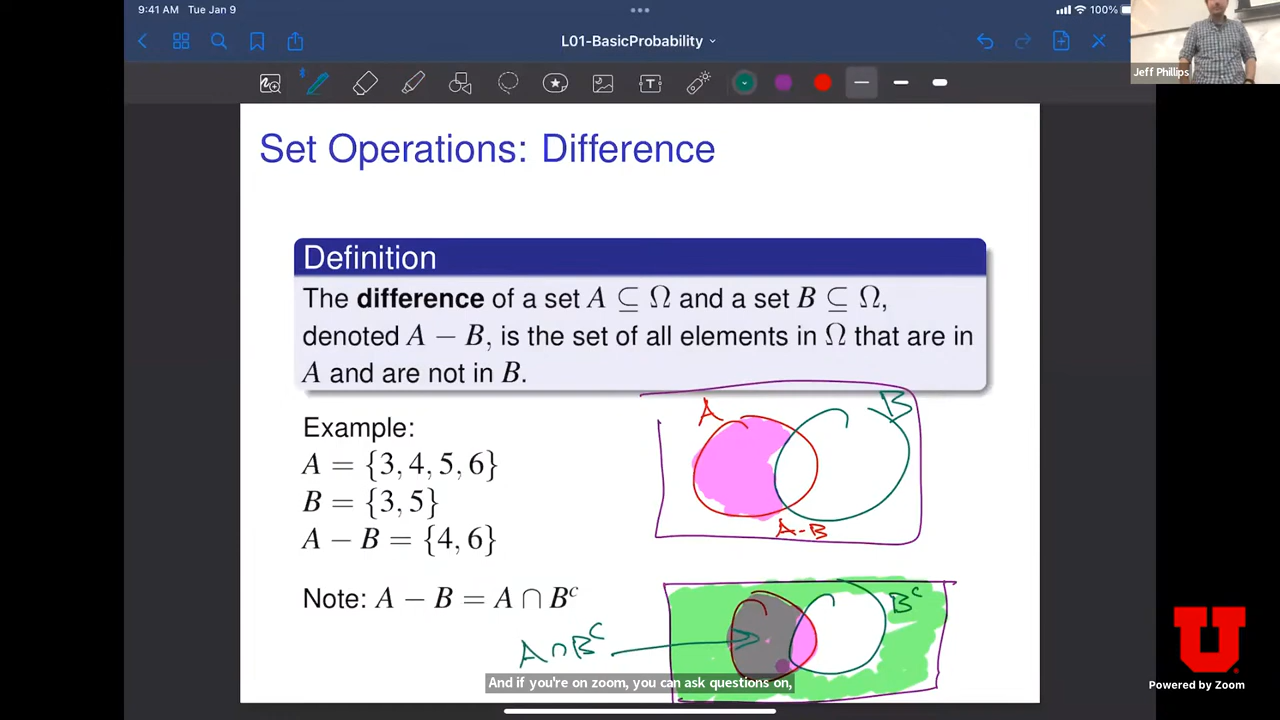 9:41 AM Tue Jan 9
100%
L01-BasicProbability
Jeff Phillips
Set Operations: Difference
Definition
The difference of a set A ⊆ Ω and a set B ⊆ Ω,
denoted A − B, is the set of all elements in Ω that are in
A and are not in B.
A
B
Example:
A = {3, 4, 5, 6}
B = {3, 5}
A-B
A − B = {4, 6}
Note: A − B = A ∩ Bᶜ
Bᶜ
A∩Bᶜ
And if you're on zoom, you can ask questions on,
U
Powered by Zoom